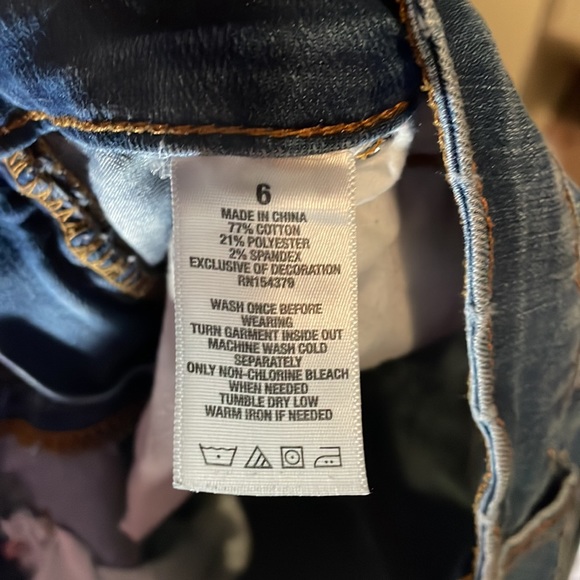 6
MADE IN CHINA
77% COTTON
21% POLYESTER
2% SPANDEX
EXCLUSIVE OF DECORATION
RN154379
WASH ONCE BEFORE
WEARING
TURN GARMENT INSIDE OUT
MACHINE WASH COLD
SEPARATELY
ONLY NON-CHLORINE BLEACH
WHEN NEEDED
TUMBLE DRY LOW
WARM IRON IF NEEDED